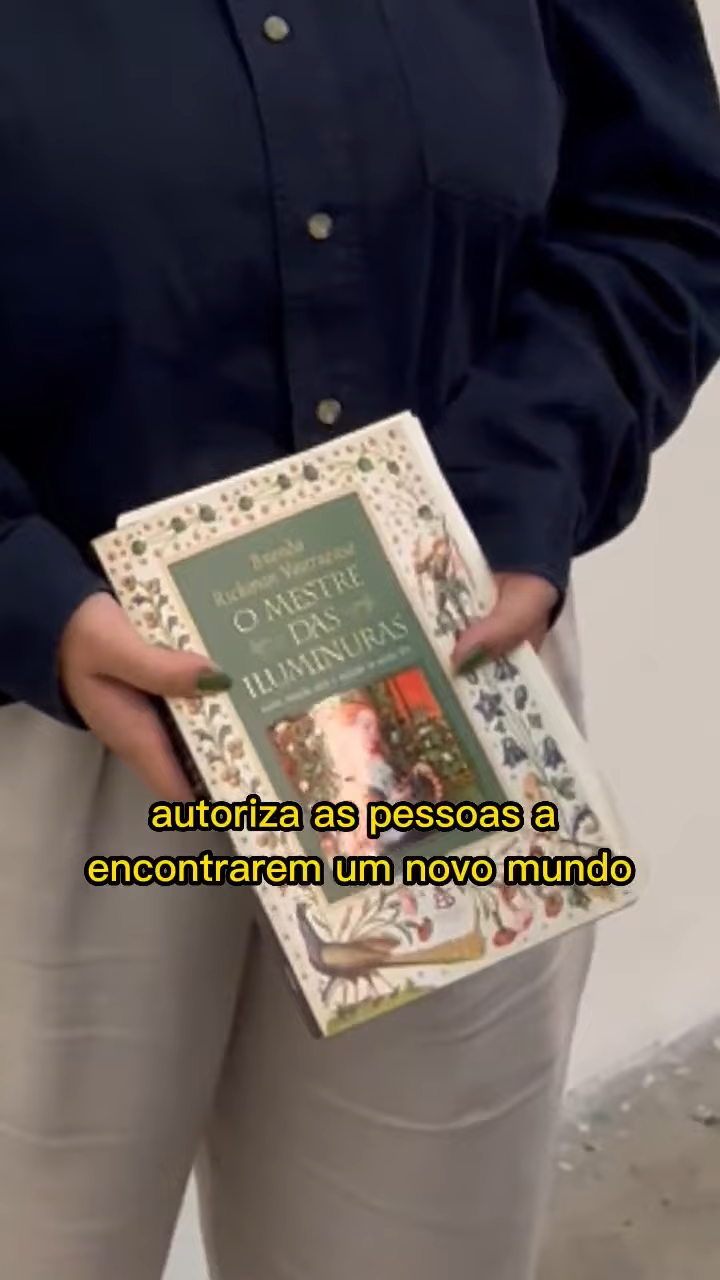 Brenda
Rickman Vantrease
O MESTRE
DAS
ILUMINURAS
autoriza as pessoas a
encontrarem um novo mundo